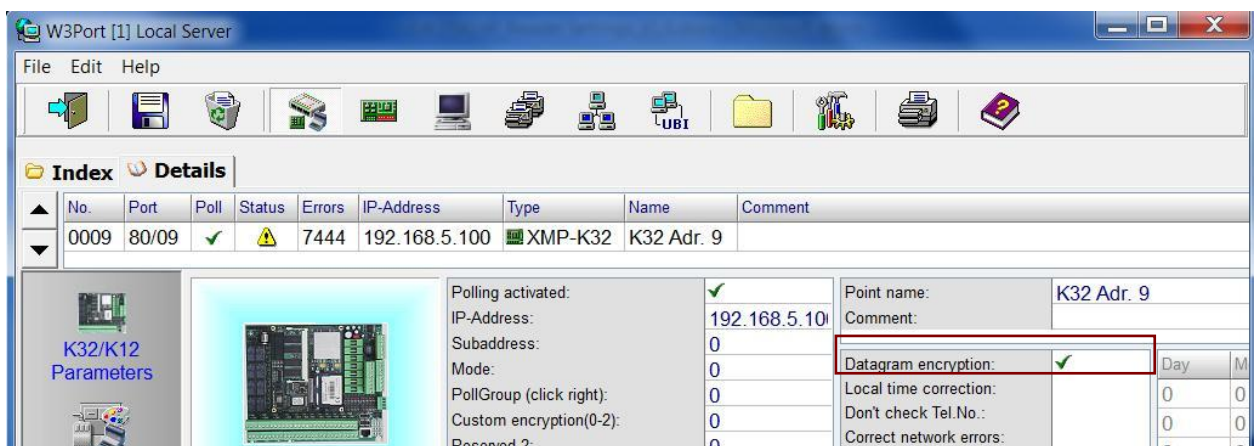 W3Port [1] Local Server
File Edit Help
UBI
Index Details
No. Port Poll Status Errors IP-Address Type Name Comment
0009 80/09 7444 192.168.5.100 XMP-K32 K32 Adr. 9
K32/K12
Parameters
Polling activated:
IP-Address: 192.168.5.10
Subaddress: 0
Mode: 0
PollGroup (click right): 0
Custom encryption(0-2): 0
Reserved 2: 0
Point name: K32 Adr. 9
Comment:
Datagram encryption:
Local time correction:
Don't check Tel.No.:
Correct network errors:
Day M
0 0
0 0